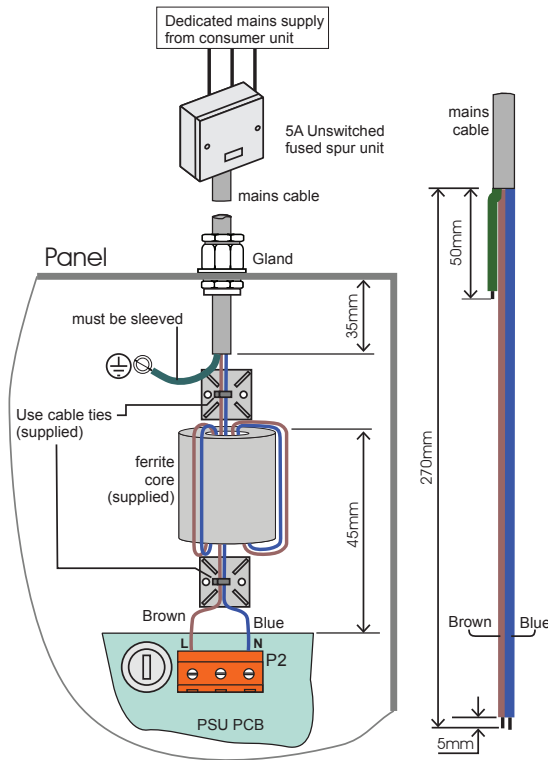 Dedicated mains supply
from consumer unit
5A Unswitched
fused spur unit
mains cable
Gland
Panel
must be sleeved
35mm
Use cable ties
(supplied)
ferrite
core
(supplied)
45mm
Brown
Blue
L
N
P2
PSU PCB
mains
cable
50mm
270mm
Brown
Blue
5mm